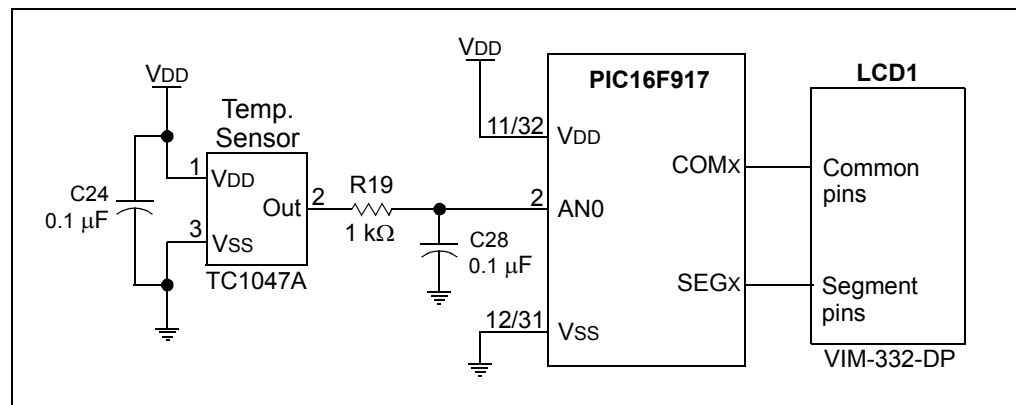 VDD
Temp.
Sensor
1
VDD
C24
0.1 μF
Out
2
3
VSS
TC1047A
R19
1 kΩ
C28
0.1 μF
VDD
PIC16F917
11/32
VDD
COMX
2
AN0
SEGX
12/31
VSS
LCD1
Common
pins
Segment
pins
VIM-332-DP